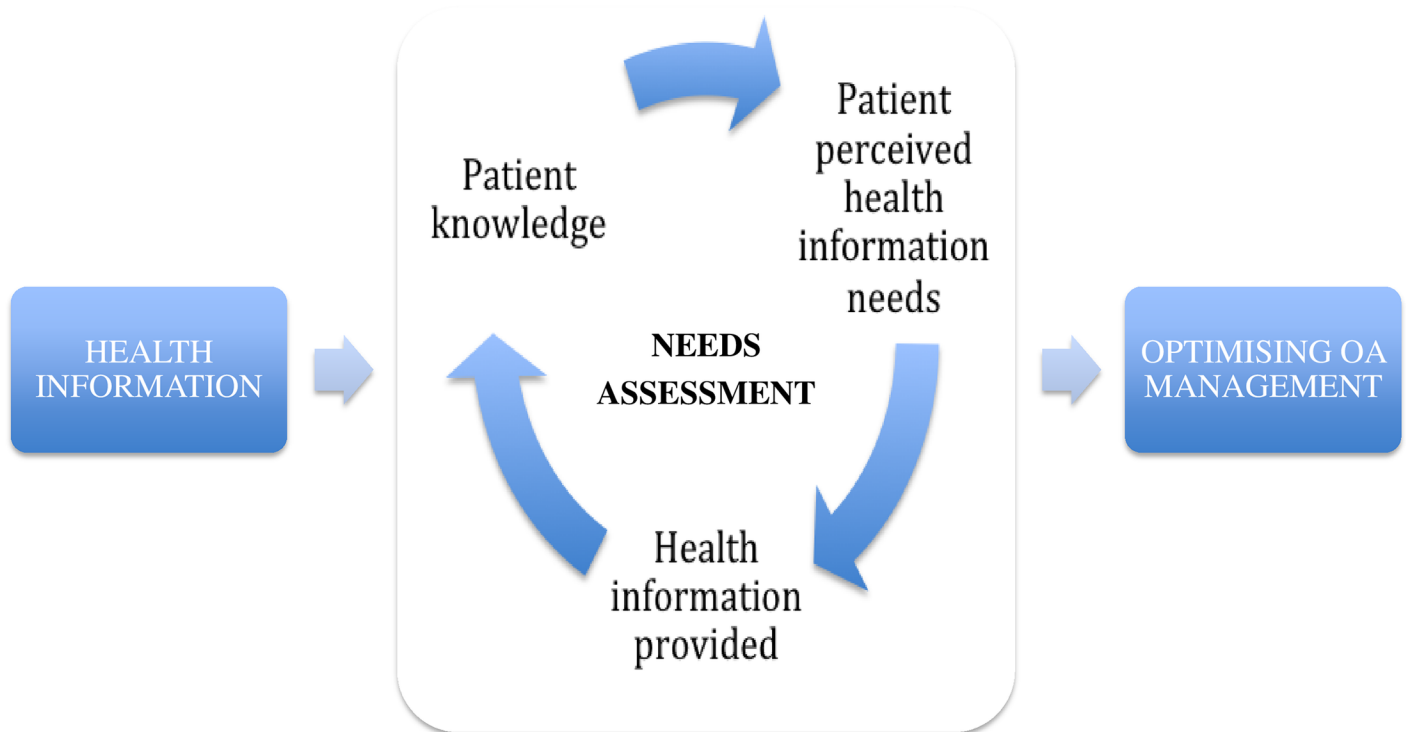 HEALTH
INFORMATION
Patient
knowledge
Patient
perceived
health
information
needs
NEEDS
ASSESSMENT
Health
information
provided
OPTIMISING OA
MANAGEMENT